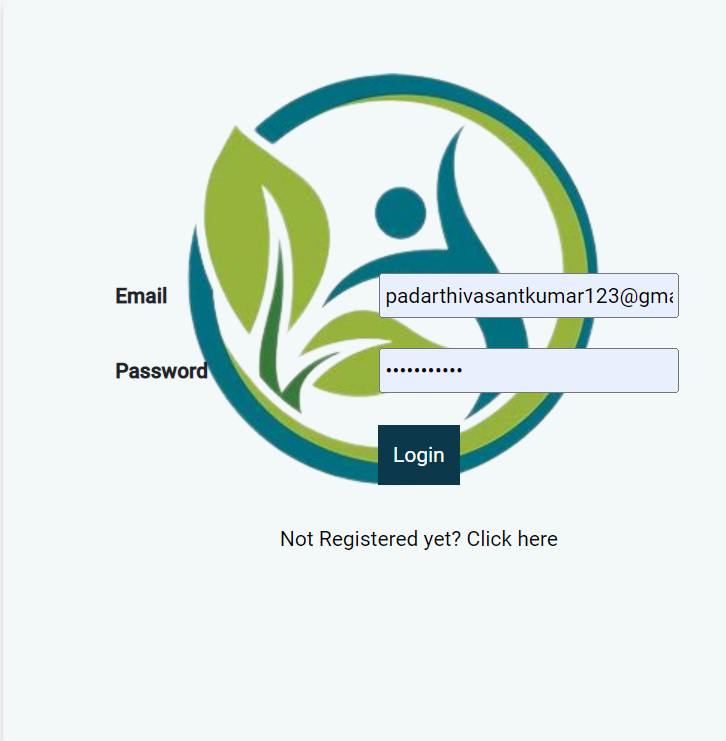 Email
padarthivasantkumar123@gma
Password
•••••••••••
Login
Not Registered yet? Click here